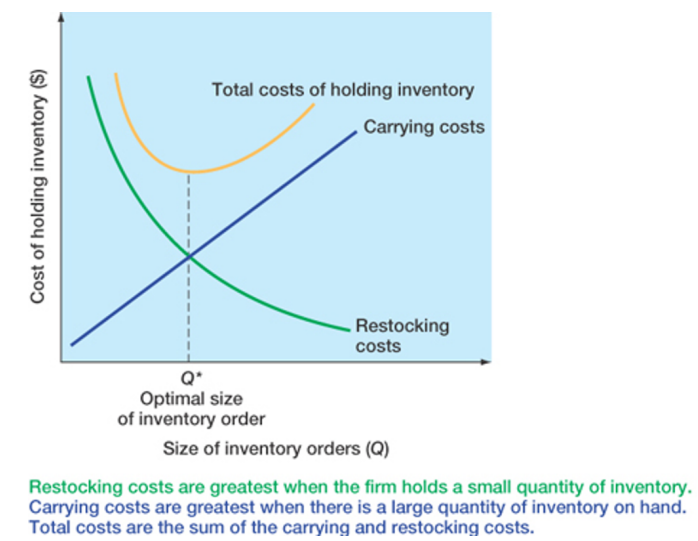 Cost of holding inventory ($)
Total costs of holding inventory
Carrying costs
Restocking
costs
Q*
Optimal size
of inventory order
Size of inventory orders (Q)
Restocking costs are greatest when the firm holds a small quantity of inventory.
Carrying costs are greatest when there is a large quantity of inventory on hand.
Total costs are the sum of the carrying and restocking costs.